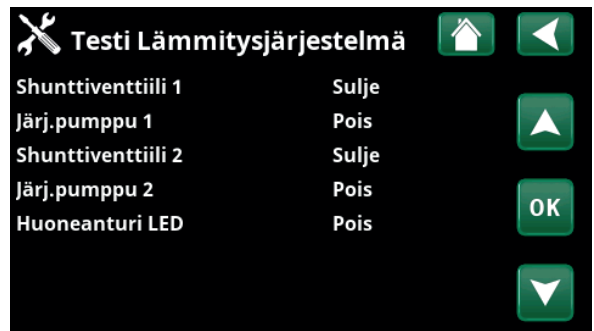 Testi Lämmitysjärjestelmä
Shunttiventtiili 1 Sulje
Järj.pumppu 1 Pois
Shunttiventtiili 2 Sulje
Järj.pumppu 2 Pois
Huoneanturi LED Pois
OK